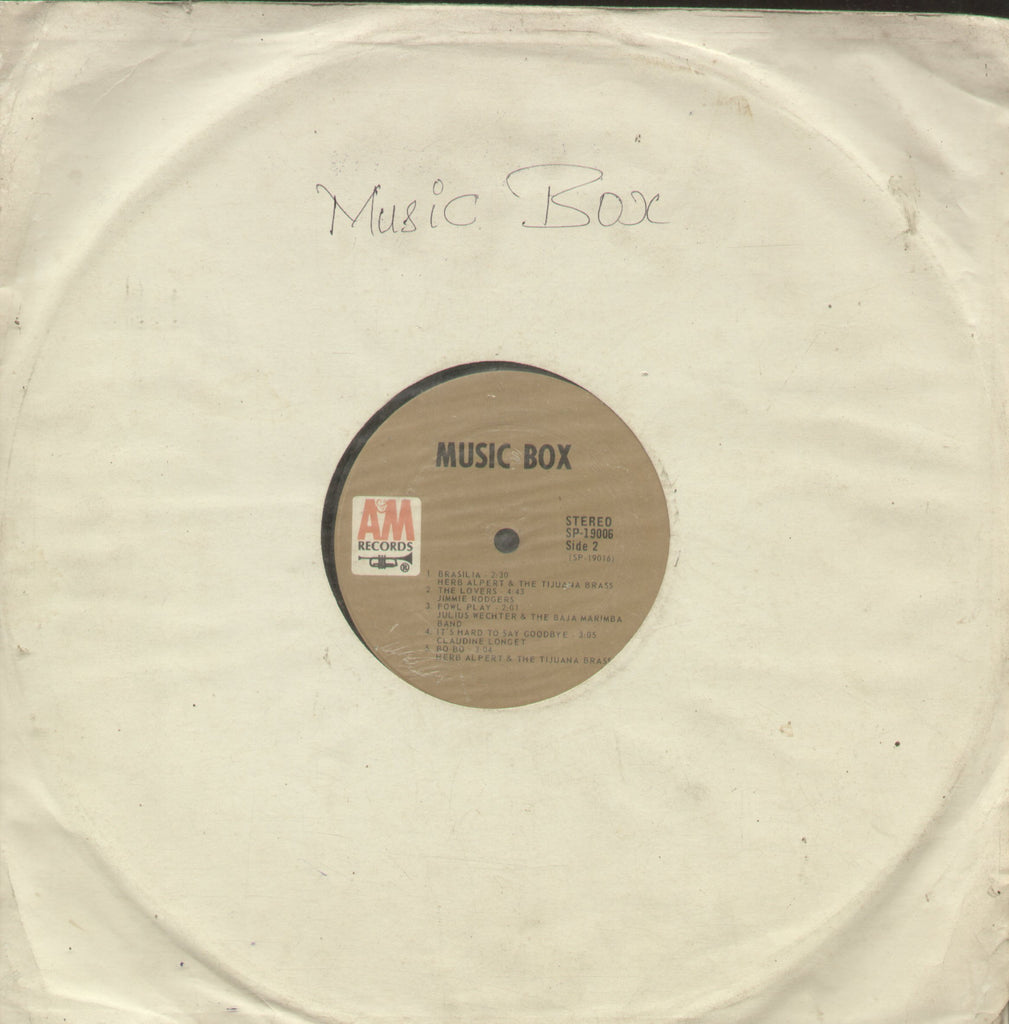 Music Box
MUSIC BOX
A&M
RECORDS
®
STEREO
SP-19006
Side 2
(SP-19016)
1. BRASILIA - 2:30
HERB ALPERT & THE TIJUANA BRASS
2. THE LOVERS - 4:43
JIMMIE RODGERS
3. FOWL PLAY - 2:01
JULIUS WECHTER & THE BAJA MARIMBA
BAND
4. IT'S HARD TO SAY GOODBYE - 3:05
CLAUDINE LONGET
5. BO-BO - 3:04
HERB ALPERT & THE TIJUANA BRASS